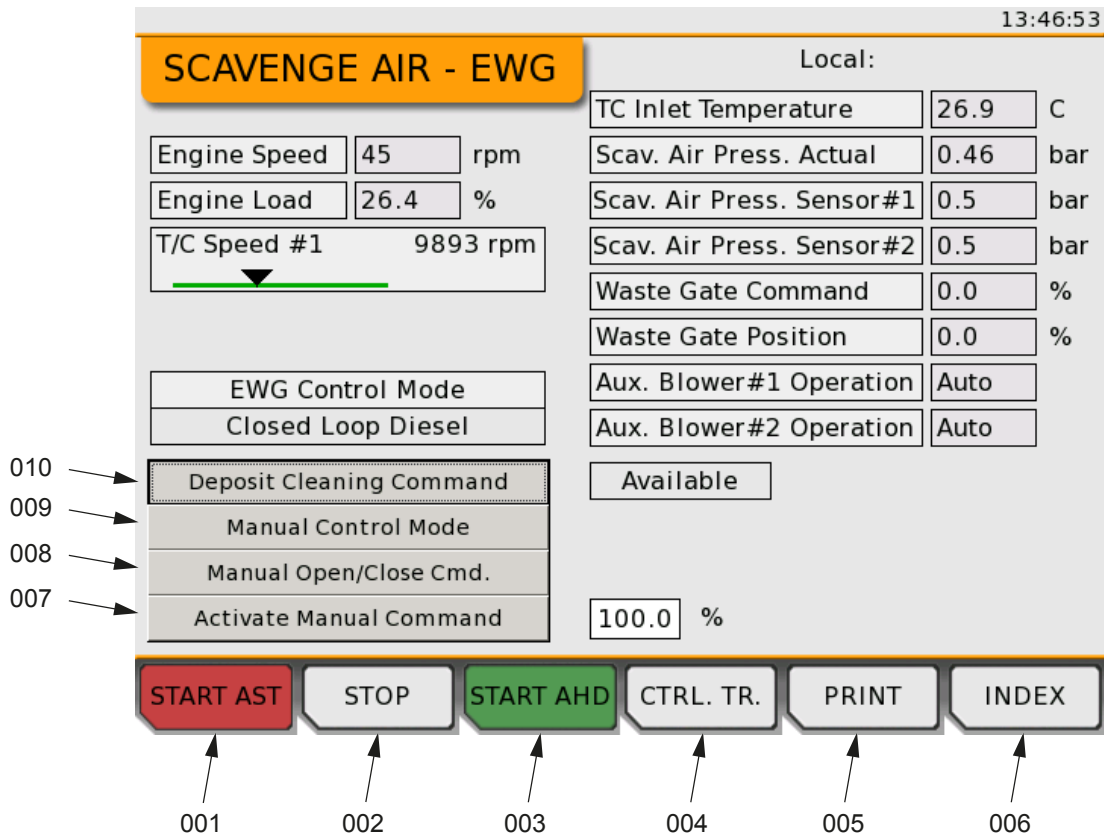 13:46:53
SCAVENGE AIR - EWG
Local:
Engine Speed 45 rpm
Engine Load 26.4 %
T/C Speed #1 9893 rpm
EWG Control Mode
Closed Loop Diesel
TC Inlet Temperature 26.9 C
Scav. Air Press. Actual 0.46 bar
Scav. Air Press. Sensor#1 0.5 bar
Scav. Air Press. Sensor#2 0.5 bar
Waste Gate Command 0.0 %
Waste Gate Position 0.0 %
Aux. Blower#1 Operation Auto
Aux. Blower#2 Operation Auto
010 Deposit Cleaning Command Available
009 Manual Control Mode
008 Manual Open/Close Cmd.
007 Activate Manual Command 100.0 %
START AST STOP START AHD CTRL. TR. PRINT INDEX
001 002 003 004 005 006